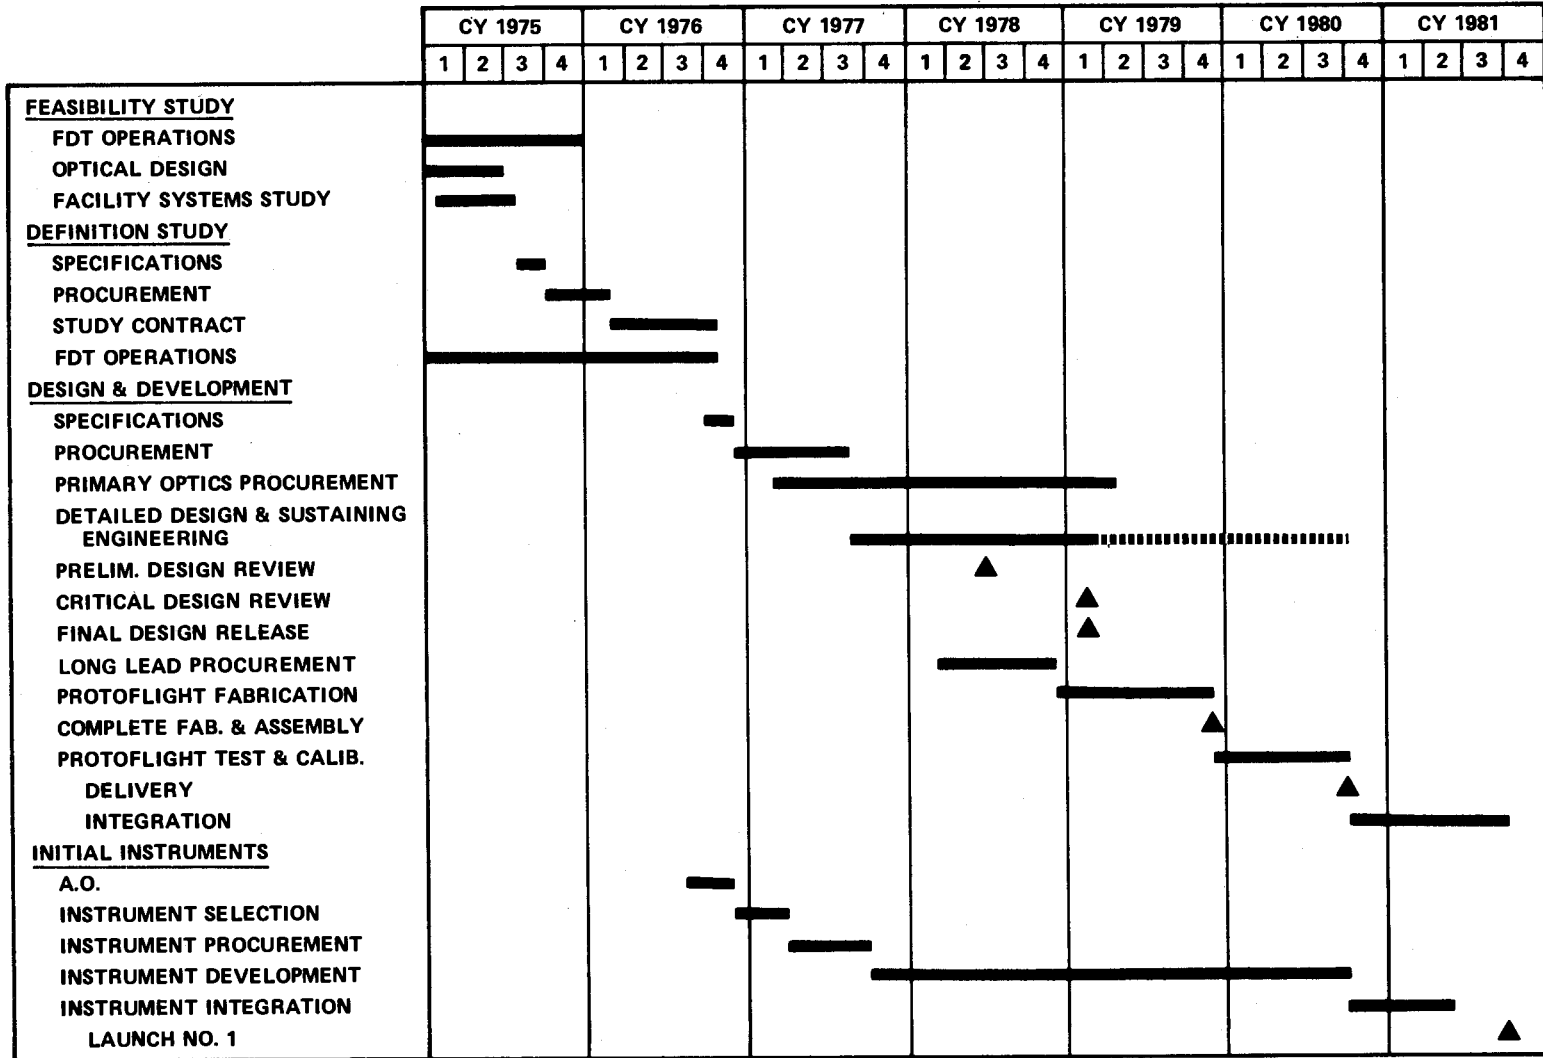 CY 1975 CY 1976 CY 1977 CY 1978 CY 1979 CY 1980 CY 1981
1 2 3 4 1 2 3 4 1 2 3 4 1 2 3 4 1 2 3 4 1 2 3 4 1 2 3 4
FEASIBILITY STUDY
FDT OPERATIONS
OPTICAL DESIGN
FACILITY SYSTEMS STUDY
DEFINITION STUDY
SPECIFICATIONS
PROCUREMENT
STUDY CONTRACT
FDT OPERATIONS
DESIGN & DEVELOPMENT
SPECIFICATIONS
PROCUREMENT
PRIMARY OPTICS PROCUREMENT
DETAILED DESIGN & SUSTAINING
ENGINEERING
PRELIM. DESIGN REVIEW
CRITICAL DESIGN REVIEW
FINAL DESIGN RELEASE
LONG LEAD PROCUREMENT
PROTOFLIGHT FABRICATION
COMPLETE FAB. & ASSEMBLY
PROTOFLIGHT TEST & CALIB.
DELIVERY
INTEGRATION
INITIAL INSTRUMENTS
A.O.
INSTRUMENT SELECTION
INSTRUMENT PROCUREMENT
INSTRUMENT DEVELOPMENT
INSTRUMENT INTEGRATION
LAUNCH NO. 1